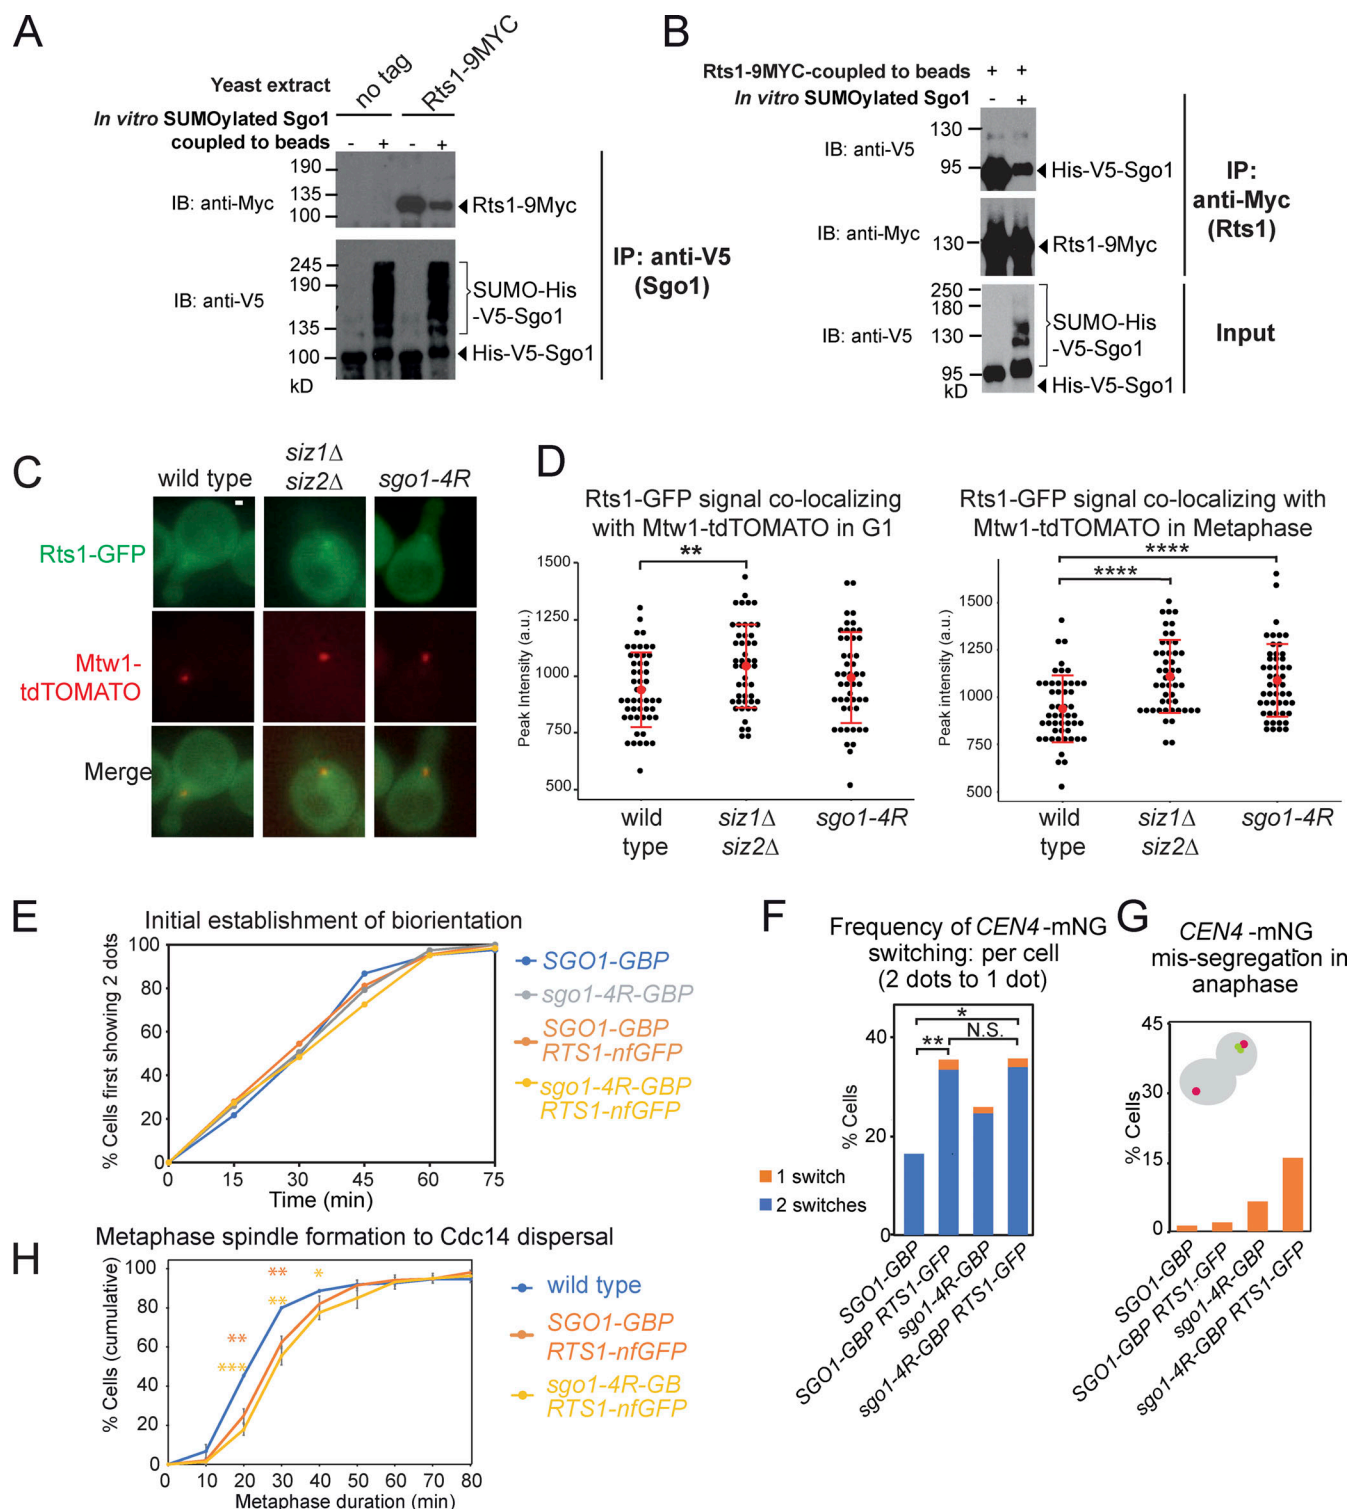 A
Yeast extract
no tag
Rts1-9MYC
In vitro SUMOylated Sgo1
coupled to beads
- + - +
IB: anti-Myc
190
135
100
Rts1-9Myc
IB: anti-V5
245
190
135
100
kD
SUMO-His
-V5-Sgo1
His-V5-Sgo1
IP: anti-V5
(Sgo1)
B
Rts1-9MYC-coupled to beads + +
In vitro SUMOylated Sgo1 - +
IB: anti-V5
130
95
His-V5-Sgo1
IB: anti-Myc
130
Rts1-9Myc
IP:
anti-Myc
(Rts1)
IB: anti-V5
250
180
130
95
kD
SUMO-His
-V5-Sgo1
His-V5-Sgo1
Input
C
wild type
siz1Δ
siz2Δ
sgo1-4R
Rts1-GFP
Mtw1-
tdTOMATO
Merge
D
Rts1-GFP signal co-localizing
with Mtw1-tdTOMATO in G1
Peak Intensity (a.u.)
1500
1250
1000
750
500
**
wild
type
siz1Δ
siz2Δ
sgo1-4R
Rts1-GFP signal co-localizing with
Mtw1-tdTOMATO in Metaphase
Peak intensity (a.u.)
1500
1250
1000
750
500
****
****
wild
type
siz1Δ
siz2Δ
sgo1-4R
E
Initial establishment of biorientation
% Cells first showing 2 dots
100
80
60
40
20
0
0 15 30 45 60 75
Time (min)
SGO1-GBP
sgo1-4R-GBP
SGO1-GBP
RTS1-nfGFP
sgo1-4R-GBP
RTS1-nfGFP
F
Frequency of CEN4-mNG
switching: per cell
(2 dots to 1 dot)
% Cells
40
20
0
*
**
N.S.
1 switch
2 switches
SGO1-GBP
SGO1-GBP RTS1-GFP
sgo1-4R-GBP
sgo1-4R-GBP RTS1-GFP
G
CEN4-mNG
mis-segregation in
anaphase
% Cells
45
30
15
0
SGO1-GBP
SGO1-GBP RTS1-GFP
sgo1-4R-GBP
sgo1-4R-GBP RTS1-GFP
H
Metaphase spindle formation to Cdc14 dispersal
% Cells (cumulative)
100
80
60
40
20
0
**
***
**
**
*
0 10 20 30 40 50 60 70 80
Metaphase duration (min)
wild type
SGO1-GBP
RTS1-nfGFP
sgo1-4R-GB
RTS1-nfGFP